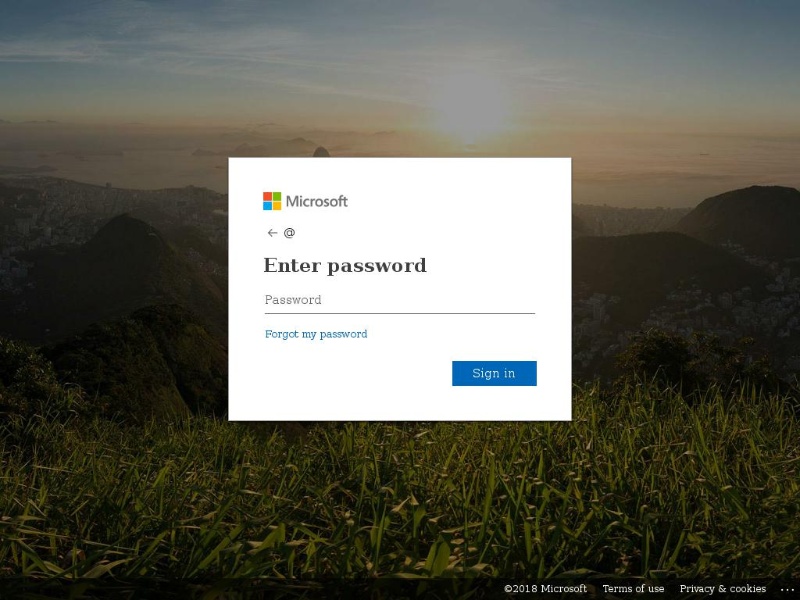 Microsoft
← @
Enter password
Password
Forgot my password
Sign in
©2018 Microsoft Terms of use Privacy & cookies ...